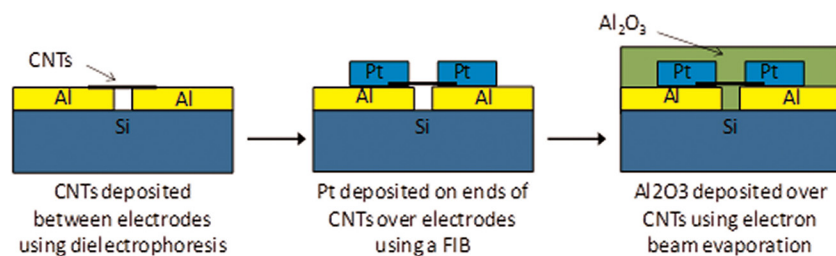 CNTs
Al
Al
Si
CNTs deposited
between electrodes
using dielectrophoresis
Pt
Pt
Al
Al
Si
Pt deposited on ends of
CNTs over electrodes
using a FIB
Al₂O₃
Pt
Pt
Al
Al
Si
Al2O3 deposited over
CNTs using electron
beam evaporation